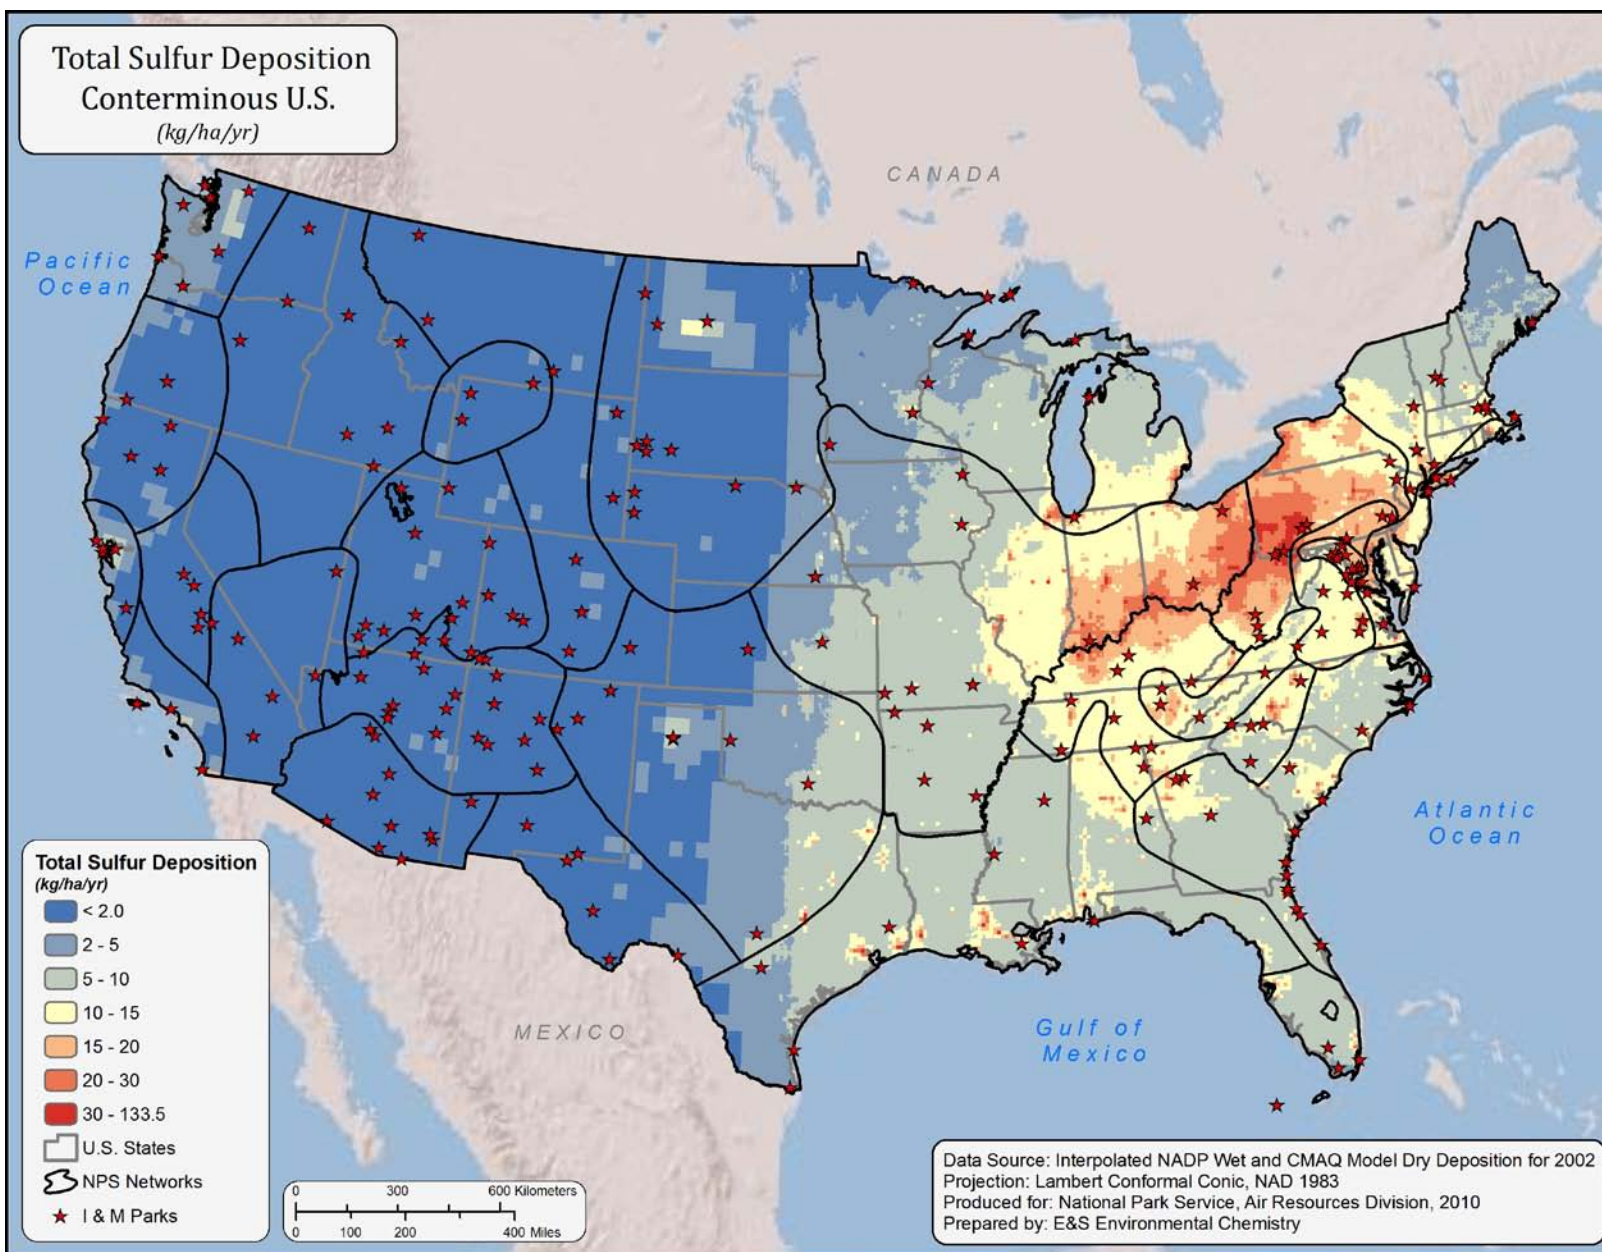 Total Sulfur Deposition
Conterminous U.S.
(kg/ha/yr)
CANADA
Pacific
Ocean
Atlantic
Ocean
Gulf of
Mexico
MEXICO
Total Sulfur Deposition
(kg/ha/yr)
< 2.0
2 - 5
5 - 10
10 - 15
15 - 20
20 - 30
30 - 133.5
U.S. States
NPS Networks
I & M Parks
0 300 600 Kilometers
0 100 200 400 Miles
Data Source: Interpolated NADP Wet and CMAQ Model Dry Deposition for 2002
Projection: Lambert Conformal Conic, NAD 1983
Produced for: National Park Service, Air Resources Division, 2010
Prepared by: E&S Environmental Chemistry